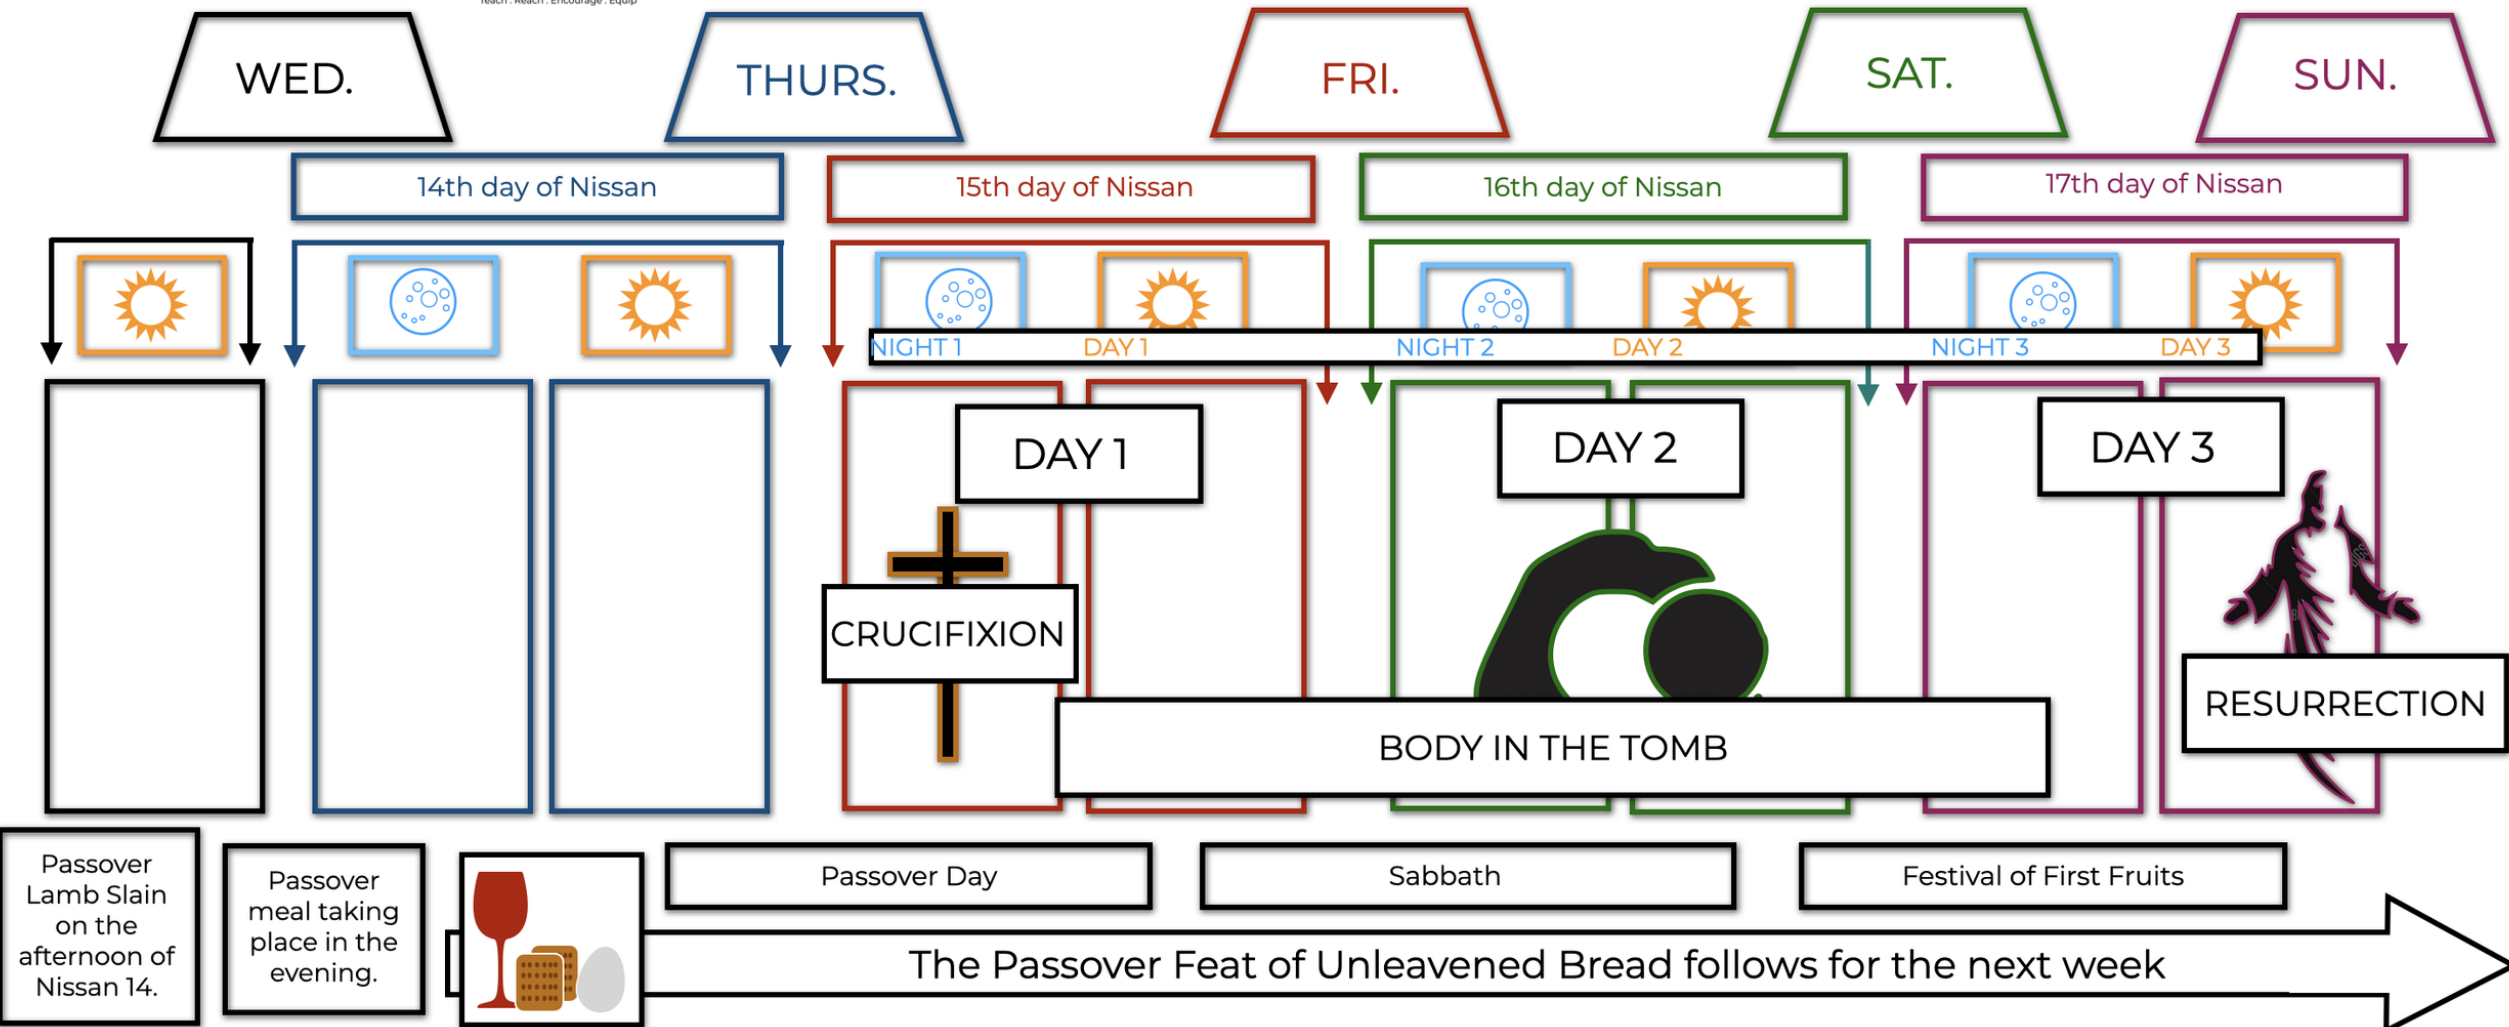 Teach . Reach . Encourage . Equip
WED.
THURS.
FRI.
SAT.
SUN.
14th day of Nissan
15th day of Nissan
16th day of Nissan
17th day of Nissan
NIGHT 1
DAY 1
NIGHT 2
DAY 2
NIGHT 3
DAY 3
DAY 1
DAY 2
DAY 3
CRUCIFIXION
BODY IN THE TOMB
RESURRECTION
Passover
Lamb Slain
on the
afternoon of
Nissan 14.
Passover
meal taking
place in the
evening.
Passover Day
Sabbath
Festival of First Fruits
The Passover Feat of Unleavened Bread follows for the next week